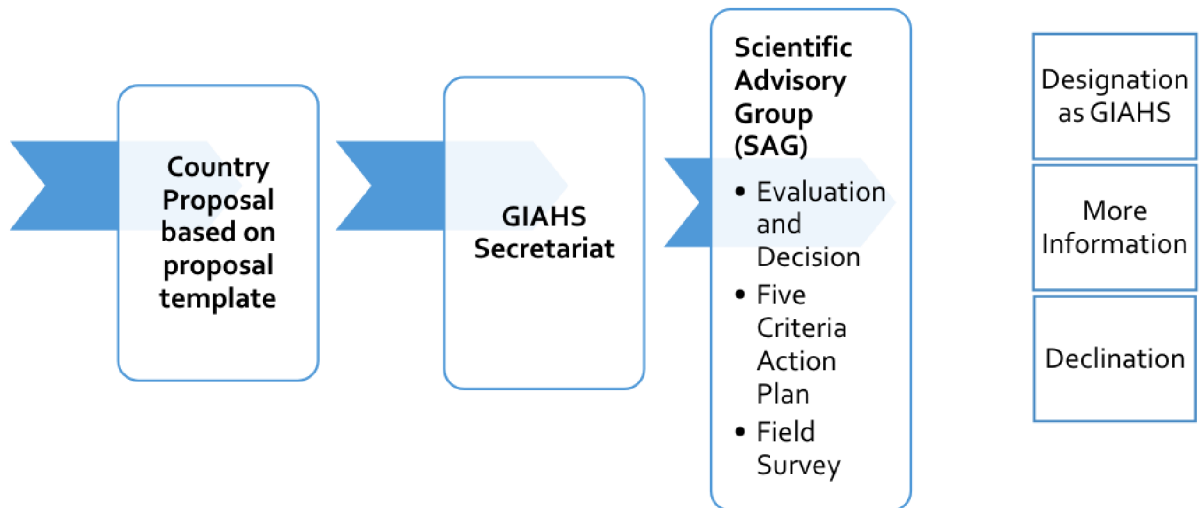 Country
Proposal
based on
proposal
template
GIAHS
Secretariat
Scientific
Advisory
Group
(SAG)
• Evaluation
and
Decision
• Five
Criteria
Action
Plan
• Field
Survey
Designation
as GIAHS
More
Information
Declination